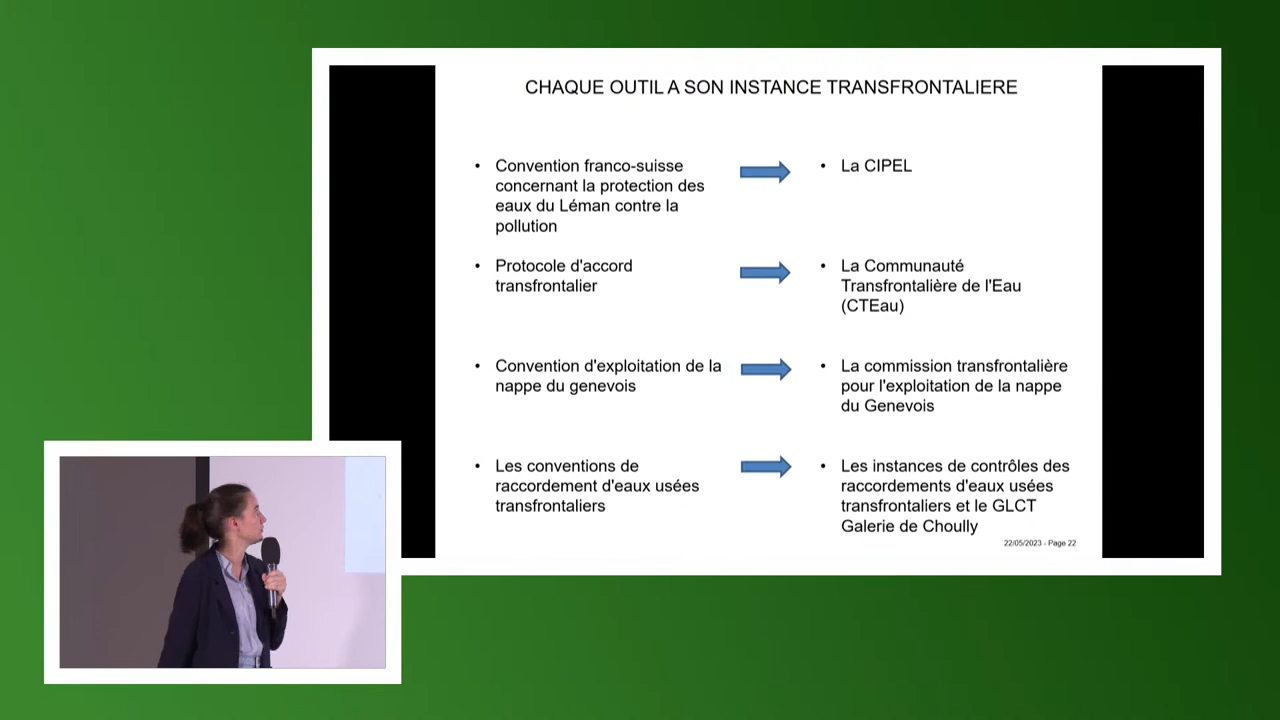 CHAQUE OUTIL A SON INSTANCE TRANSFRONTALIERE
• Convention franco-suisse
concernant la protection des
eaux du Léman contre la
pollution
• La CIPEL
• Protocole d'accord
transfrontalier
• La Communauté
Transfrontalière de l'Eau
(CTEau)
• Convention d'exploitation de la
nappe du genevois
• La commission transfrontalière
pour l'exploitation de la nappe
du Genevois
• Les conventions de
raccordement d'eaux usées
transfrontaliers
• Les instances de contrôles des
raccordements d'eaux usées
transfrontaliers et le GLCT
Galerie de Choully
22/05/2023 - Page 22